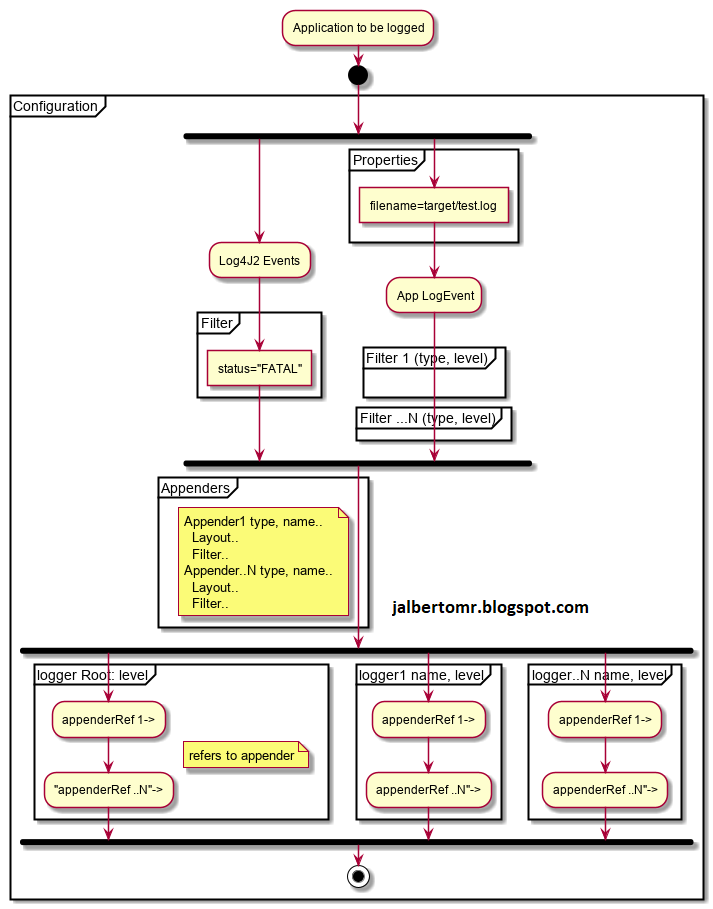 Application to be logged
Configuration
Properties
filename=target/test.log
Log4J2 Events
App LogEvent
Filter
status="FATAL"
Filter 1 (type, level)
Filter ...N (type, level)
Appenders
Appender1 type, name..
Layout..
Filter..
Appender..N type, name..
Layout..
Filter..
jalbertomr.blogspot.com
logger Root: level
appenderRef 1->
refers to appender
"appenderRef ..N"->
logger1 name, level
appenderRef 1->
appenderRef ..N"->
logger..N name, level
appenderRef 1->
appenderRef ..N"->